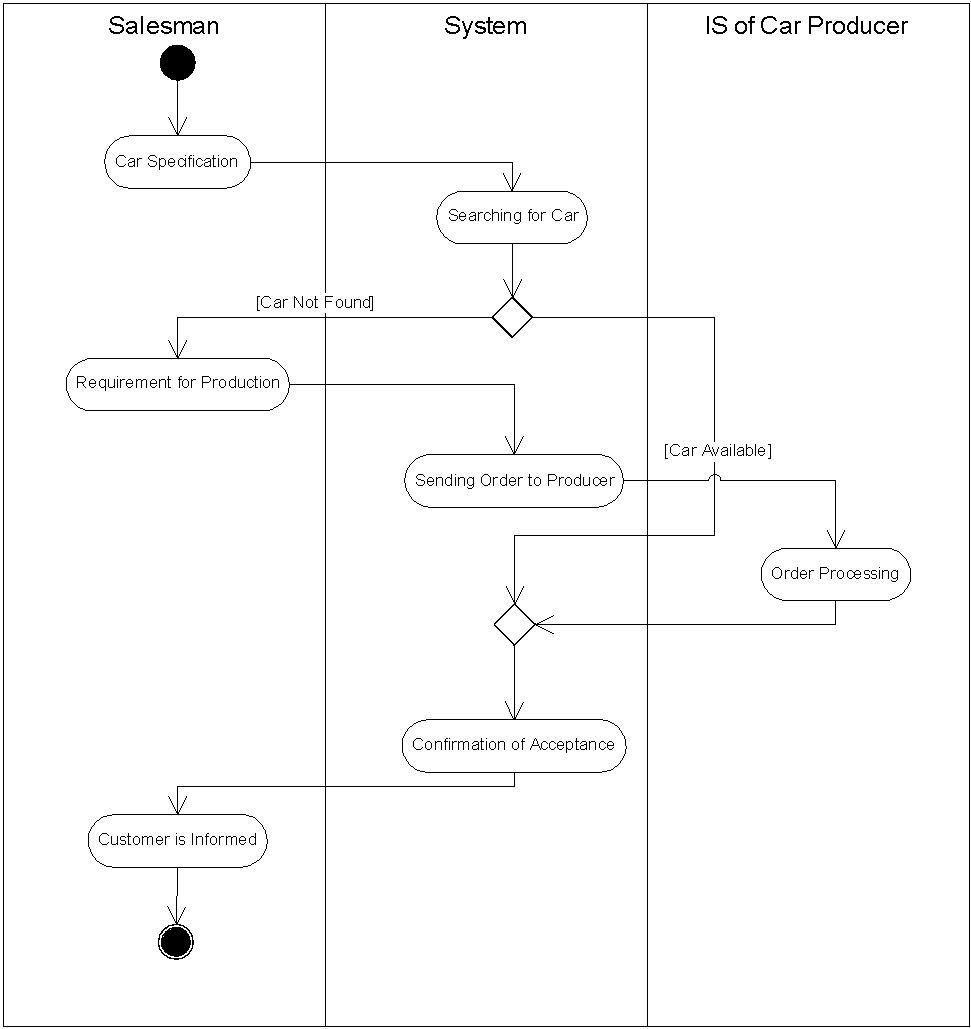 Salesman
System
IS of Car Producer
Car Specification
Searching for Car
[Car Not Found]
Requirement for Production
[Car Available]
Sending Order to Producer
Order Processing
Confirmation of Acceptance
Customer is Informed